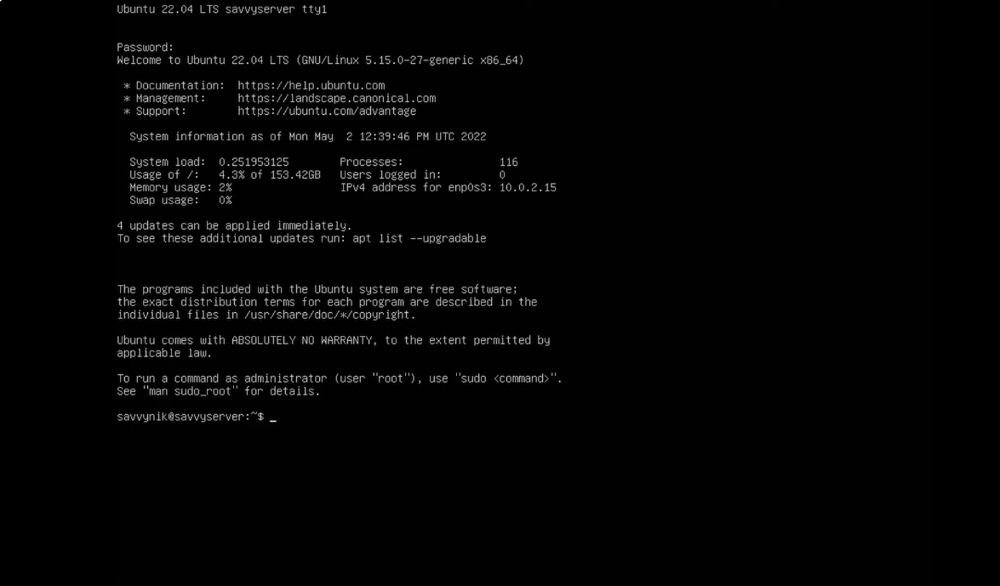 Ubuntu 22.04 LTS savvyserver tty1
Password:
Welcome to Ubuntu 22.04 LTS (GNU/Linux 5.15.0-27-generic x86_64)
* Documentation:  https://help.ubuntu.com
* Management:     https://landscape.canonical.com
* Support:        https://ubuntu.com/advantage
System information as of Mon May  2 12:39:46 PM UTC 2022
System load:  0.251953125        Processes:               116
Usage of /:   4.3% of 153.42GB   Users logged in:         0
Memory usage: 2%                 IPv4 address for enp0s3: 10.0.2.15
Swap usage:   0%
4 updates can be applied immediately.
To see these additional updates run: apt list --upgradable
The programs included with the Ubuntu system are free software;
the exact distribution terms for each program are described in the
individual files in /usr/share/doc/*/copyright.
Ubuntu comes with ABSOLUTELY NO WARRANTY, to the extent permitted by
applicable law.
To run a command as administrator (user "root"), use "sudo <command>".
See "man sudo_root" for details.
savvynik@savvyserver:~$ _